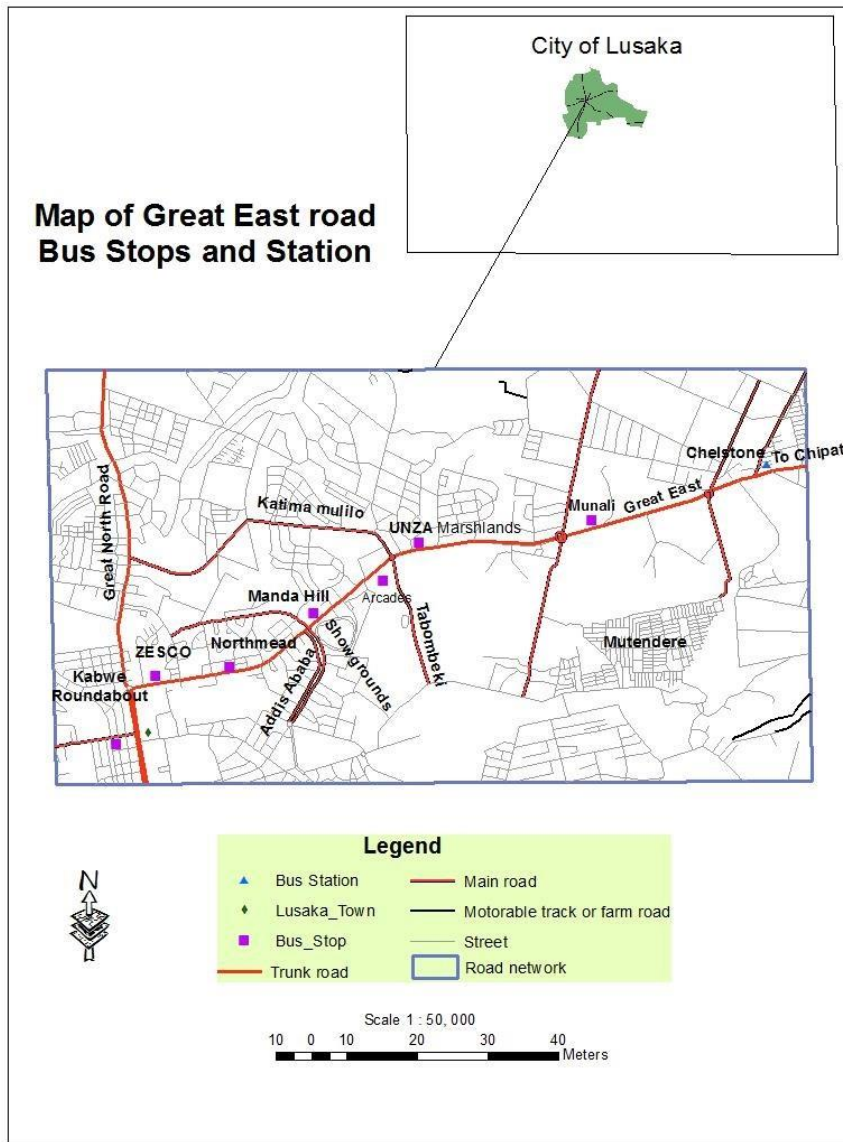 City of Lusaka
Map of Great East road
Bus Stops and Station
Great North Road
Katima mulilo
UNZA Marshlands
Munali
Great East
Chelstone
To Chipat
Manda Hill
Arcades
Showgrounds
Tabombeki
Mutendere
ZESCO
Northmead
Addis Ababa
Kabwe
Roundabout
N
Legend
Bus Station
Main road
Lusaka_Town
Motorable track or farm road
Bus_Stop
Street
Trunk road
Road network
Scale 1 : 50, 000
10 0 10 20 30 40
Meters